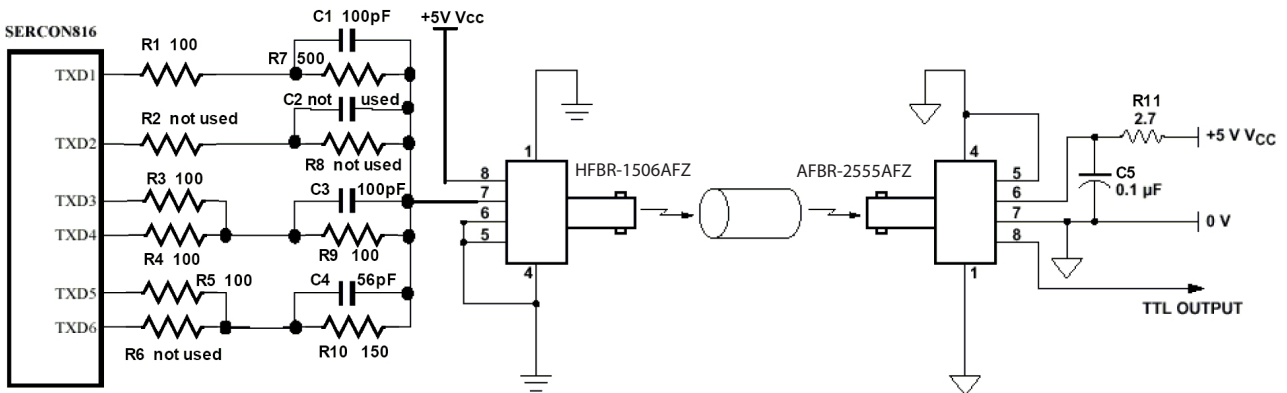 SERCON816
TXD1
TXD2
TXD3
TXD4
TXD5
TXD6
R1 100
C1 100pF
R7 500
R2 not used
C2 not used
R8 not used
R3 100
R4 100
C3 100pF
R9 100
R5 100
R6 not used
C4 56pF
R10 150
+5V Vcc
1
8
7
6
5
4
HFBR-1506AFZ
AFBR-2555AFZ
4
5
6
7
8
1
R11
2.7
+5 V VCC
C5
0.1 µF
0 V
TTL OUTPUT